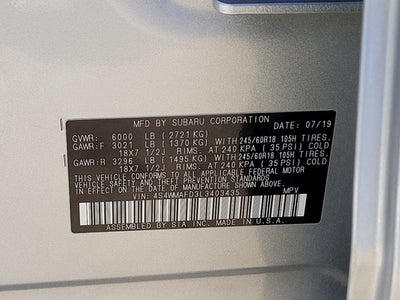 MFD BY SUBARU CORPORATION DATE: 07/19
GVWR: 6000 LB (2721 KG)
GAWR:F 3021 LB (1370 KG) WITH 245/60R18 105H TIRES.
18X7 1/2J RIMS. AT 240 KPA (35 PSI) COLD
GAWR:R 3296 LB (1495 KG) WITH 245/60R18 105H TIRES.
18X7 1/2J RIMS. AT 240 KPA (35 PSI) COLD
THIS VEHICLE CONFORMS TO ALL APPLICABLE FEDERAL MOTOR
VEHICLE SAFETY AND BUMPER STANDARDS IN EFFECT ON THE
DATE OF MANUFACTURE SHOWN ABOVE.
VIN: 4S4WMAFD3L3403435 MPV
ASSEMBLED BY SIA INC. MADE IN U.S.A.